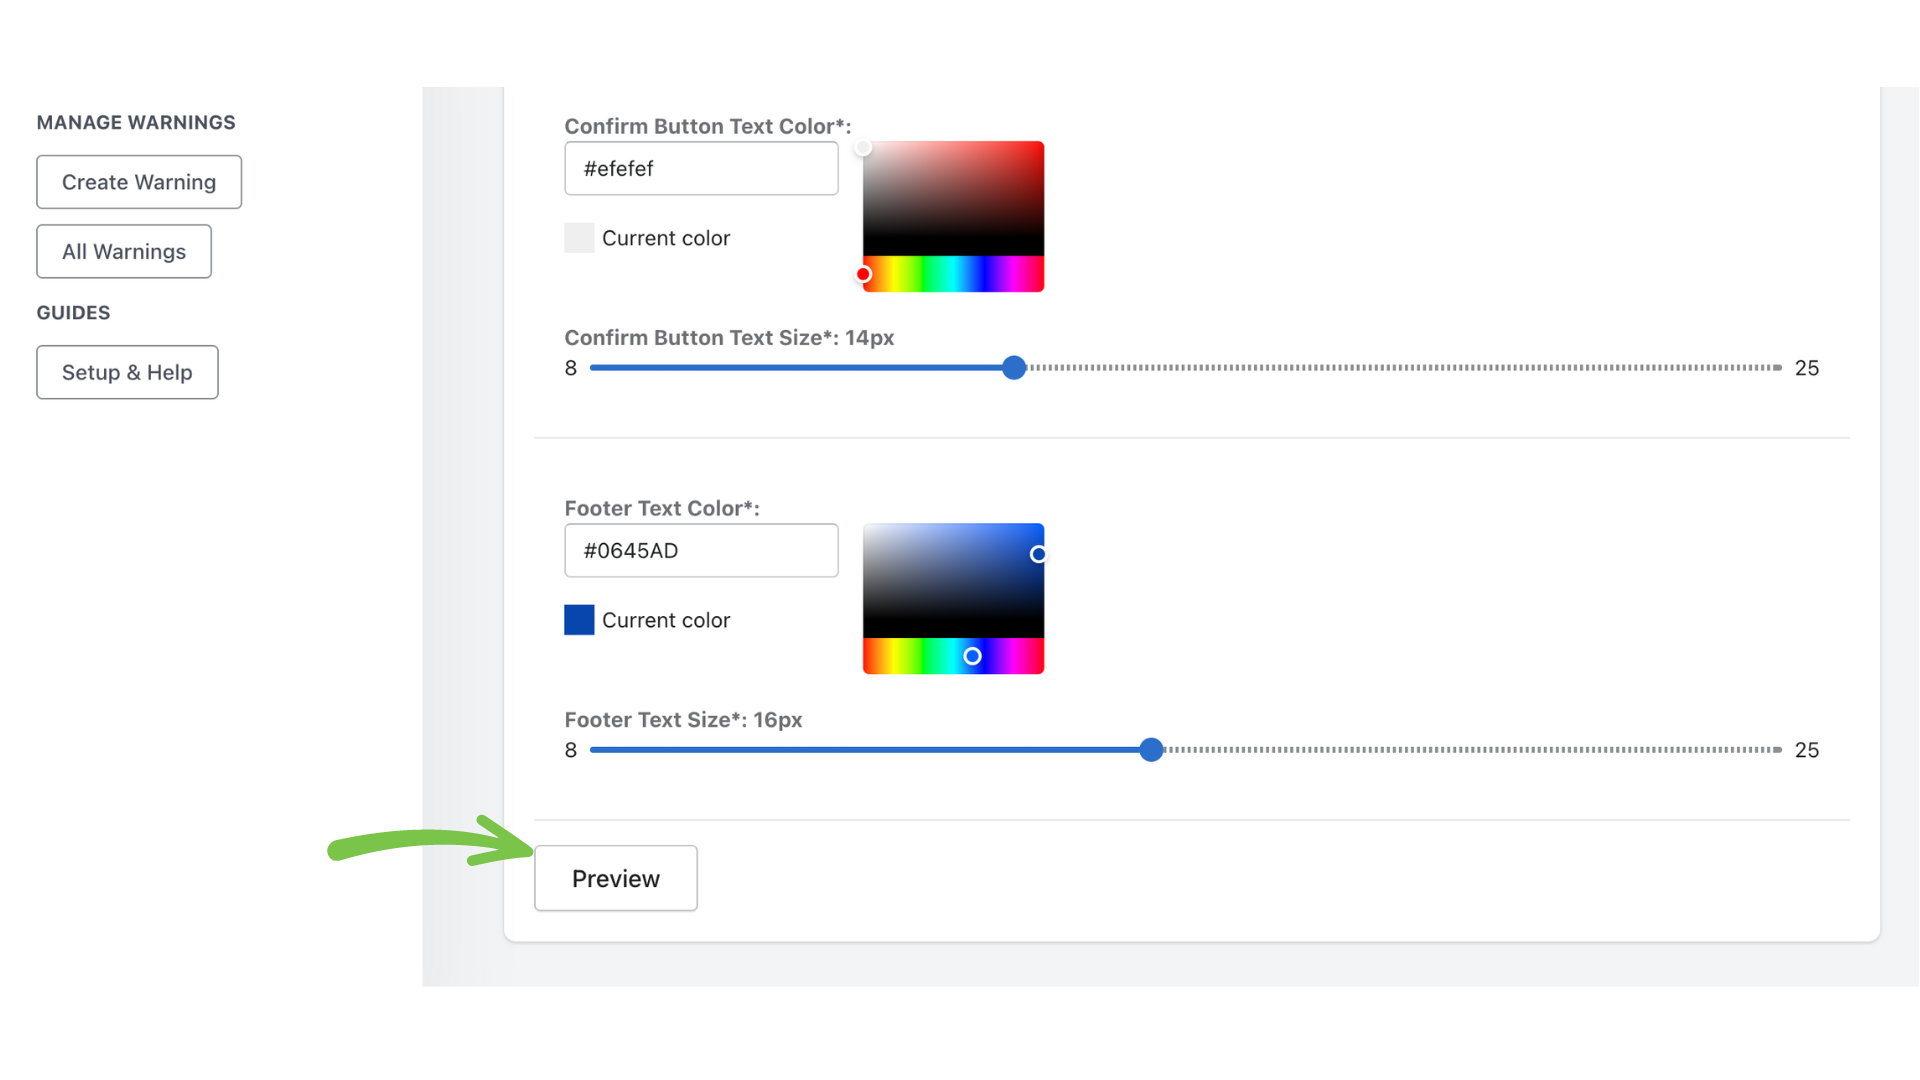 MANAGE WARNINGS
Create Warning
All Warnings
GUIDES
Setup & Help
Confirm Button Text Color*:
#efefef
Current color
Confirm Button Text Size*: 14px
8 25
Footer Text Color*:
#0645AD
Current color
Footer Text Size*: 16px
8 25
Preview